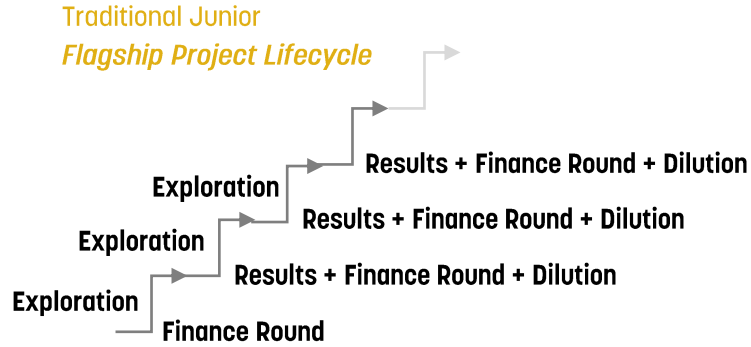 Traditional Junior
Flagship Project Lifecycle
Results + Finance Round + Dilution
Exploration
Results + Finance Round + Dilution
Exploration
Results + Finance Round + Dilution
Exploration
Finance Round